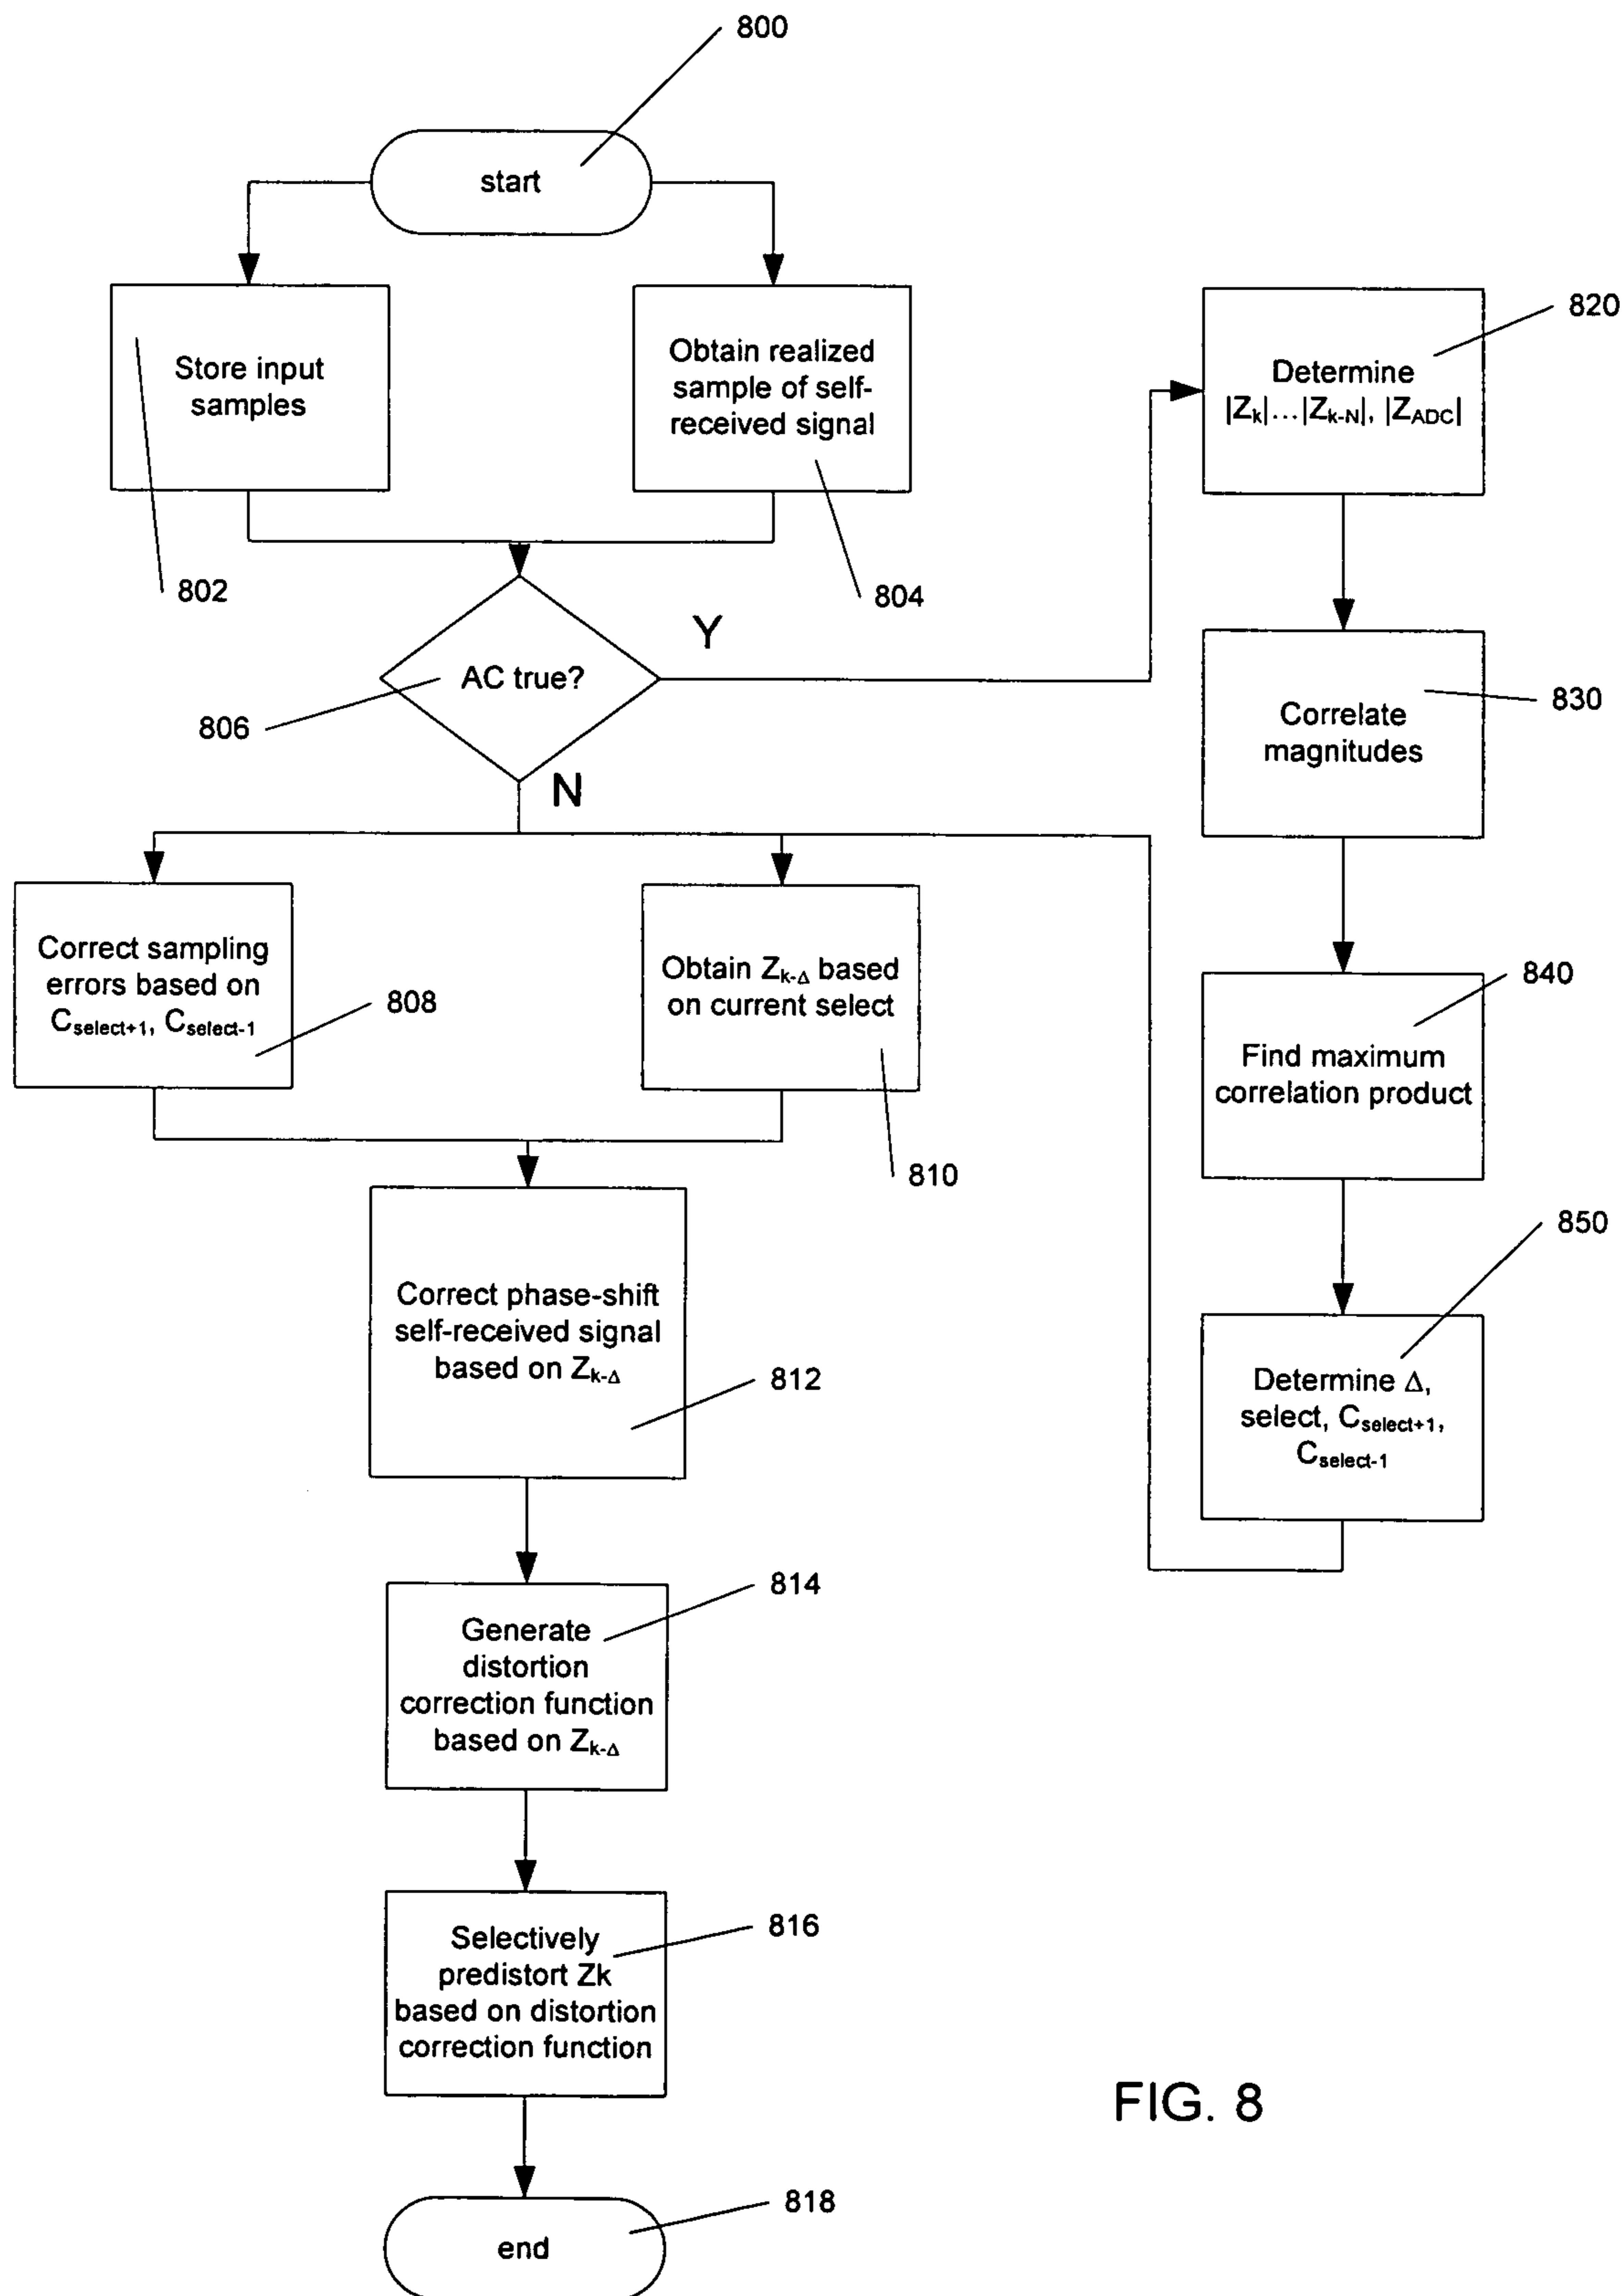 800
start
Store input
samples
802
Obtain realized
sample of self-
received signal
804
AC true?
806
Y
N
Determine
|Zk|...|Zk-N|, |ZADC|
820
Correlate
magnitudes
830
Find maximum
correlation product
840
Determine Δ,
select, Cselect+1,
Cselect-1
850
Correct sampling
errors based on
Cselect+1, Cselect-1
808
Obtain Zk-Δ based
on current select
810
Correct phase-shift
self-received signal
based on Zk-Δ
812
Generate
distortion
correction function
based on Zk-Δ
814
Selectively
predistort Zk
based on distortion
correction function
816
end
818
FIG. 8